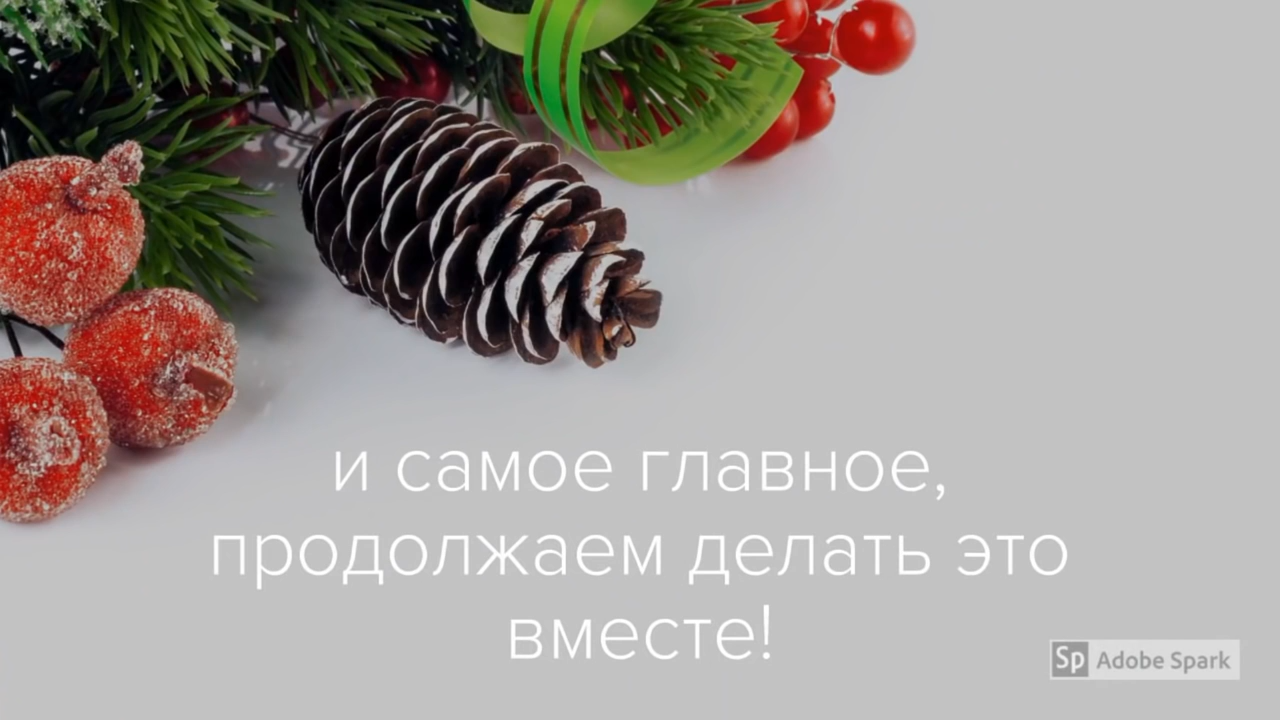 и самое главное,
продолжаем делать это
вместе!
Sp Adobe Spark